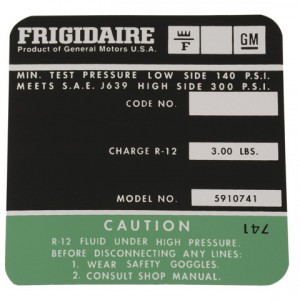 FRIGIDAIRE
Product of General Motors U.S.A.
F
GM
MIN. TEST PRESSURE LOW SIDE 140 P.S.I.
MEETS S.A.E. J639 HIGH SIDE 300 P.S.I.
CODE NO.
CHARGE R-12 3.00 LBS.
MODEL NO. 5910741
741
CAUTION
R-12 FLUID UNDER HIGH PRESSURE.
BEFORE DISCONNECTING ANY LINES:
1. WEAR SAFETY GOGGLES.
2. CONSULT SHOP MANUAL.